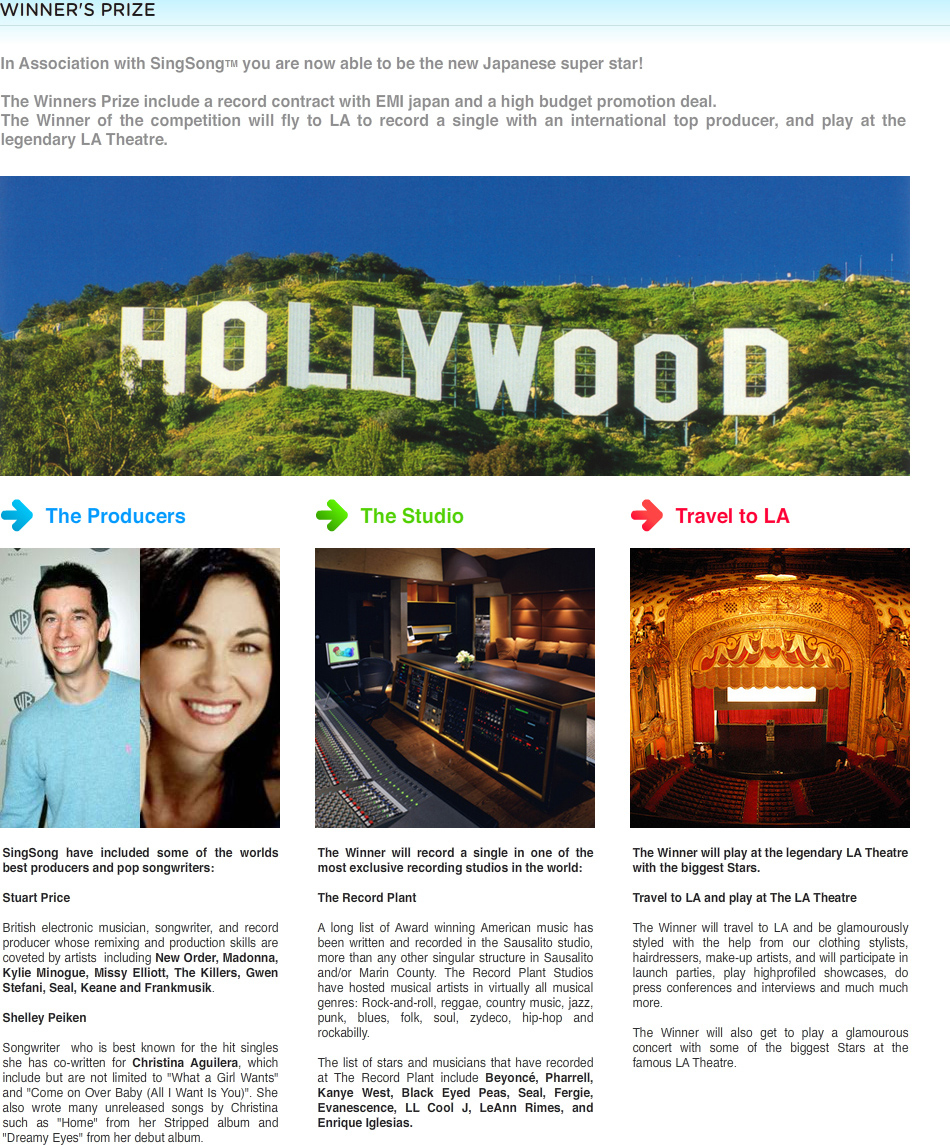 WINNER'S PRIZE
In Association with SingSong™ you are now able to be the new Japanese super star!
The Winners Prize include a record contract with EMI japan and a high budget promotion deal.
The Winner of the competition will fly to LA to record a single with an international top producer, and play at the
legendary LA Theatre.
HOLLYWOOD
The Producers
WB
WB
SingSong have included some of the worlds
best producers and pop songwriters:
Stuart Price
British electronic musician, songwriter, and record
producer whose remixing and production skills are
coveted by artists including New Order, Madonna,
Kylie Minogue, Missy Elliott, The Killers, Gwen
Stefani, Seal, Keane and Frankmusik.
Shelley Peiken
Songwriter who is best known for the hit singles
she has co-written for Christina Aguilera, which
include but are not limited to "What a Girl Wants"
and "Come on Over Baby (All I Want Is You)". She
also wrote many unreleased songs by Christina
such as "Home" from her Stripped album and
"Dreamy Eyes" from her debut album.
The Studio
The Winner will record a single in one of the
most exclusive recording studios in the world:
The Record Plant
A long list of Award winning American music has
been written and recorded in the Sausalito studio,
more than any other singular structure in Sausalito
and/or Marin County. The Record Plant Studios
have hosted musical artists in virtually all musical
genres: Rock-and-roll, reggae, country music, jazz,
punk, blues, folk, soul, zydeco, hip-hop and
rockabilly.
The list of stars and musicians that have recorded
at The Record Plant include Beyoncé, Pharrell,
Kanye West, Black Eyed Peas, Seal, Fergie,
Evanescence, LL Cool J, LeAnn Rimes, and
Enrique Iglesias.
Travel to LA
The Winner will play at the legendary LA Theatre
with the biggest Stars.
Travel to LA and play at The LA Theatre
The Winner will travel to LA and be glamourously
styled with the help from our clothing stylists,
hairdressers, make-up artists, and will participate in
launch parties, play highprofiled showcases, do
press conferences and interviews and much much
more.
The Winner will also get to play a glamourous
concert with some of the biggest Stars at the
famous LA Theatre.